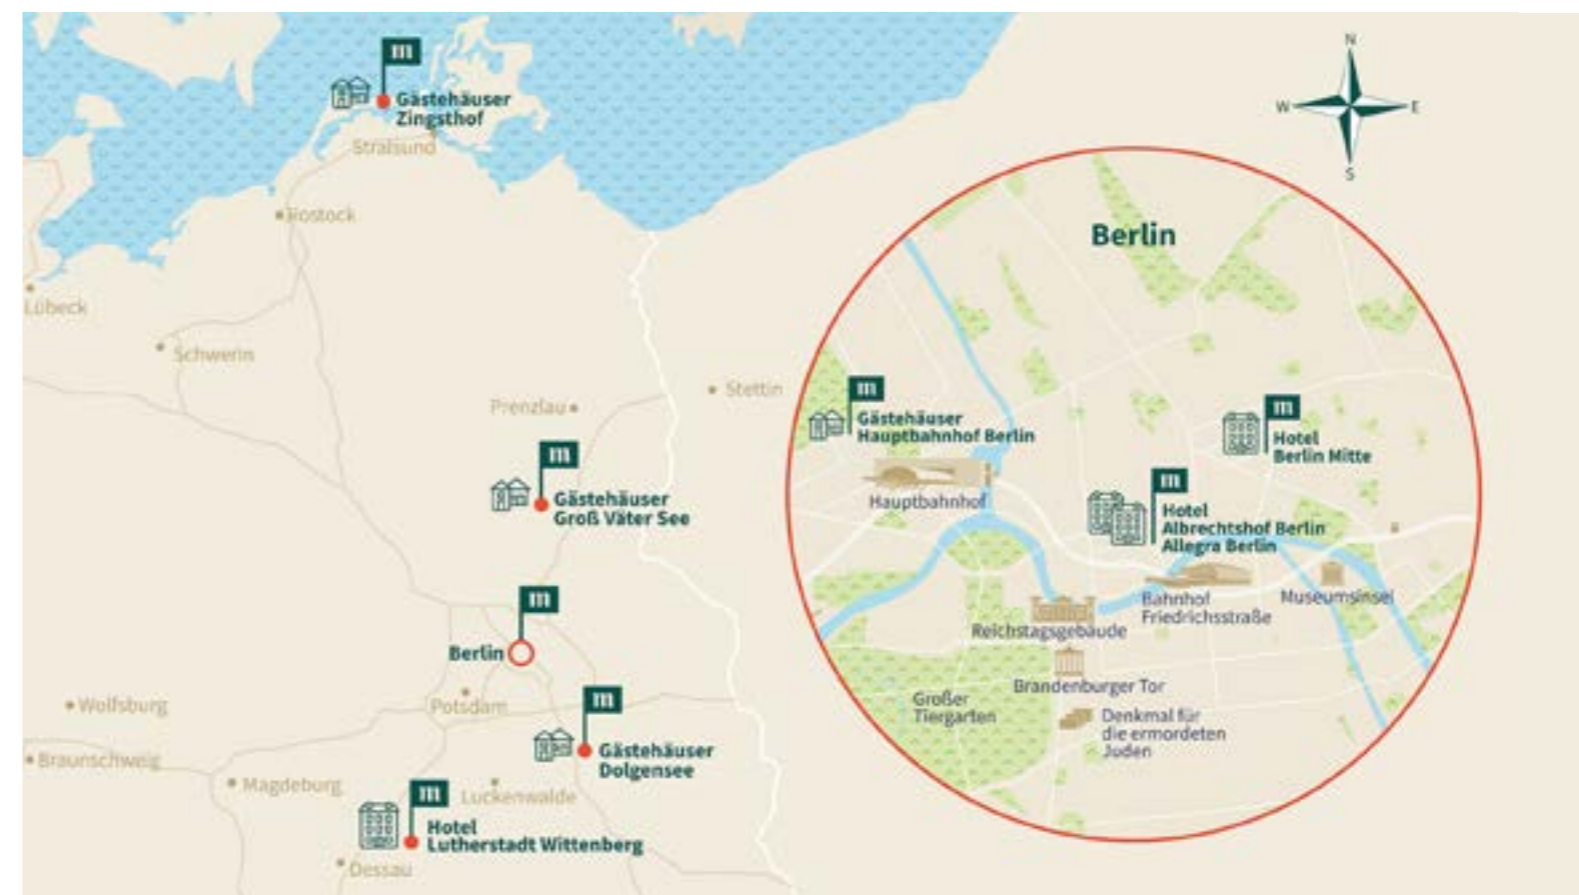 m
Gästehäuser
Zingsthof
Stralsund
Rostock
Lübeck
Schwerin
Prenzlau
Stettin
m
Gästehäuser
Groß Väter See
m
Berlin
Wolfsburg
Potsdam
m
Gästehäuser
Dolgensee
Braunschweig
Magdeburg
Luckenwalde
m
Hotel
Lutherstadt Wittenberg
Dessau
N
W
E
S
Berlin
m
Gästehäuser
Hauptbahnhof Berlin
Hauptbahnhof
m
Hotel
Berlin Mitte
m
Hotel
Albrechtshof Berlin
Allegra Berlin
Bahnhof
Friedrichsstraße
Museumsinsel
Reichstagsgebäude
Brandenburger Tor
Großer
Tiergarten
Denkmal für
die ermordeten
Juden